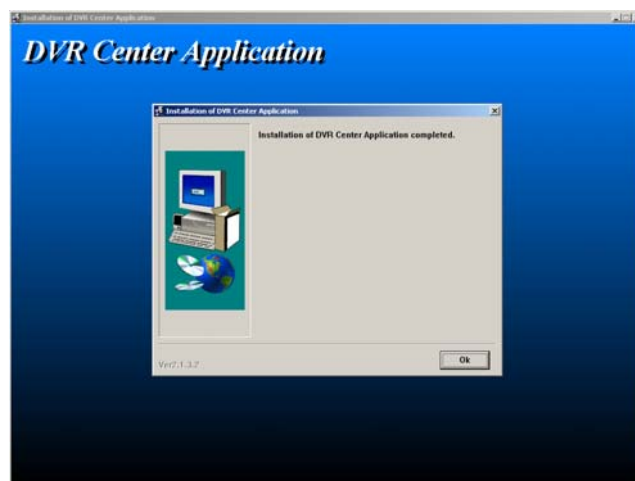 Installation of DVR Center Application
DVR Center Application
Installation of DVR Center Application
Installation of DVR Center Application completed.
Ver2.1.3.2
Ok